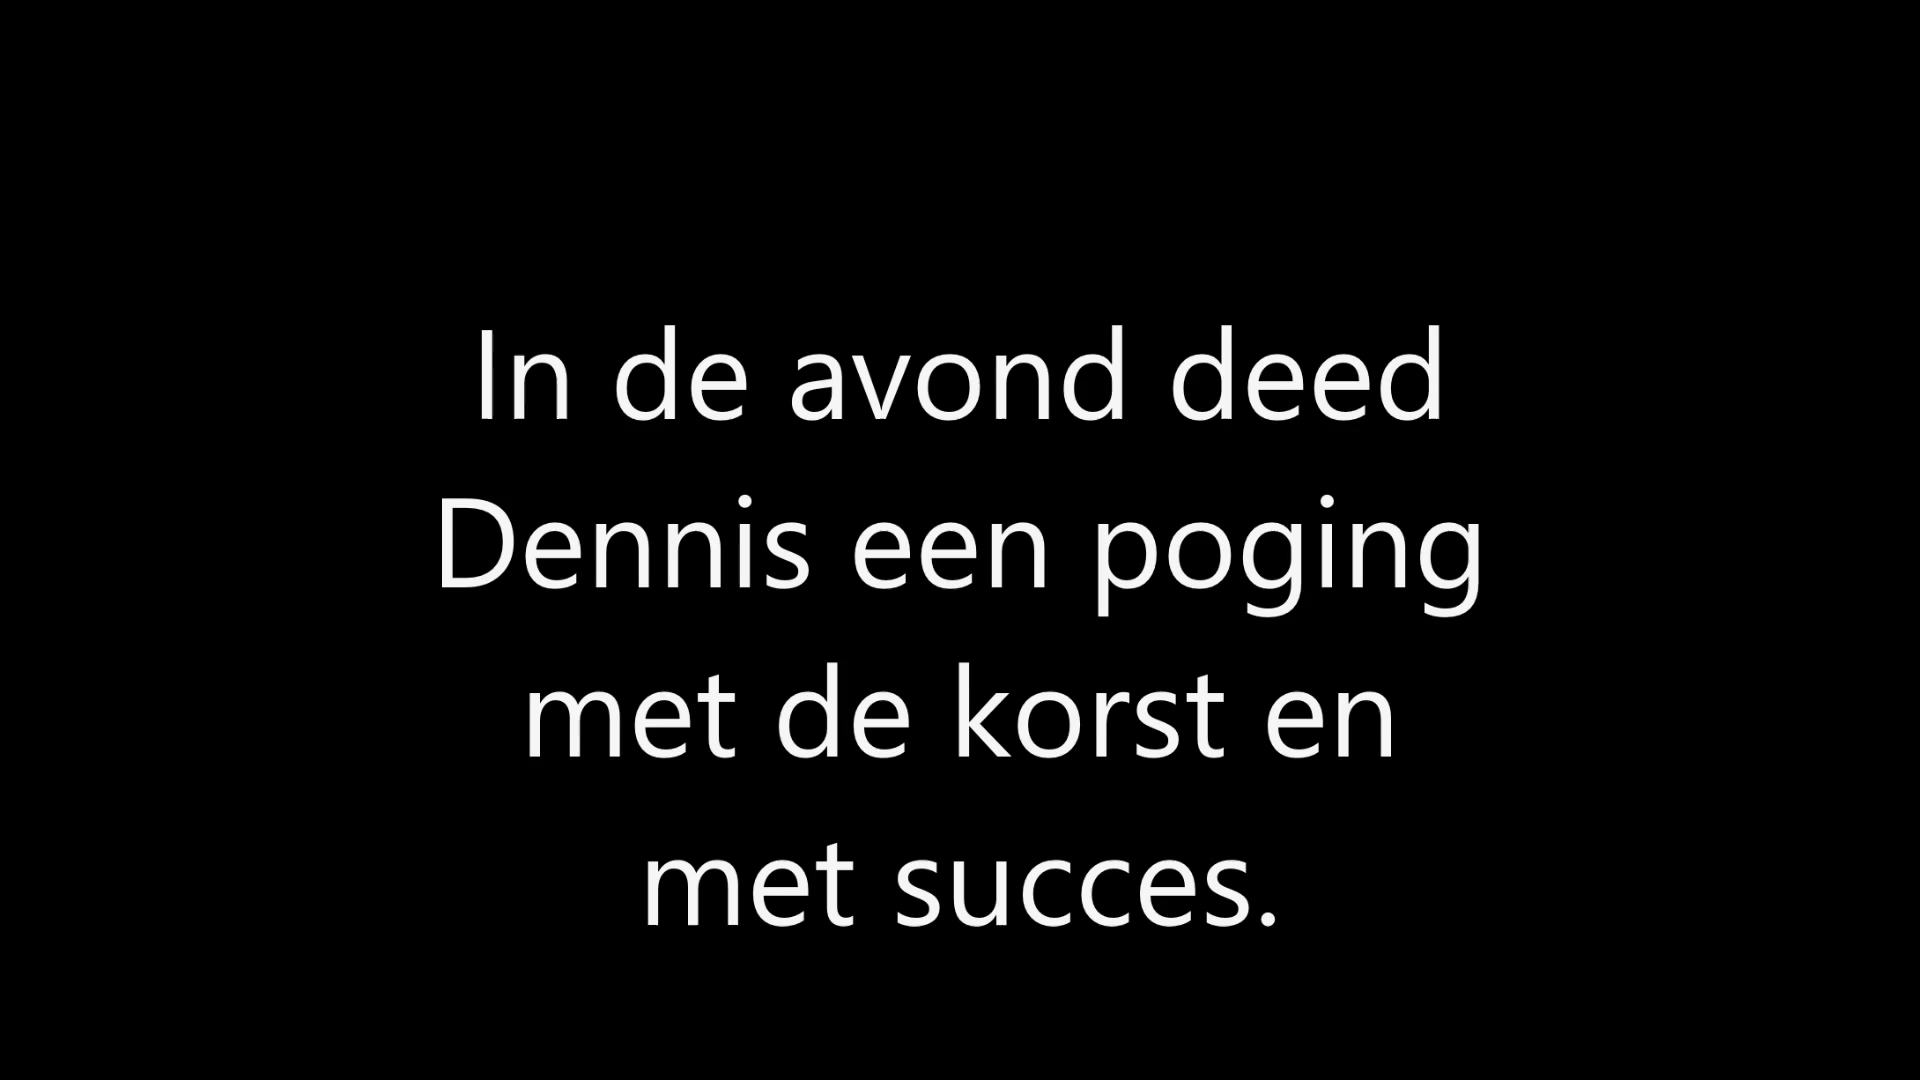 In de avond deed
Dennis een poging
met de korst en
met succes.